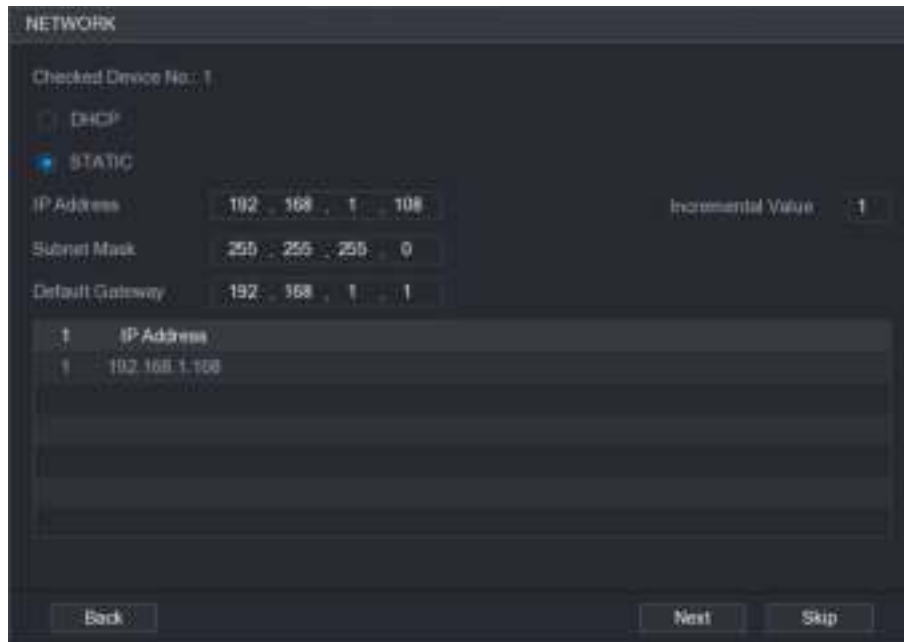 NETWORK
Checked Device No.: 1
DHCP
STATIC
IP Address 192 . 168 . 1 . 108 Incremental Value 1
Subnet Mask 255 . 255 . 255 . 0
Default Gateway 192 . 168 . 1 . 1
1 IP Address
1 192.168.1.108
Back Next Skip